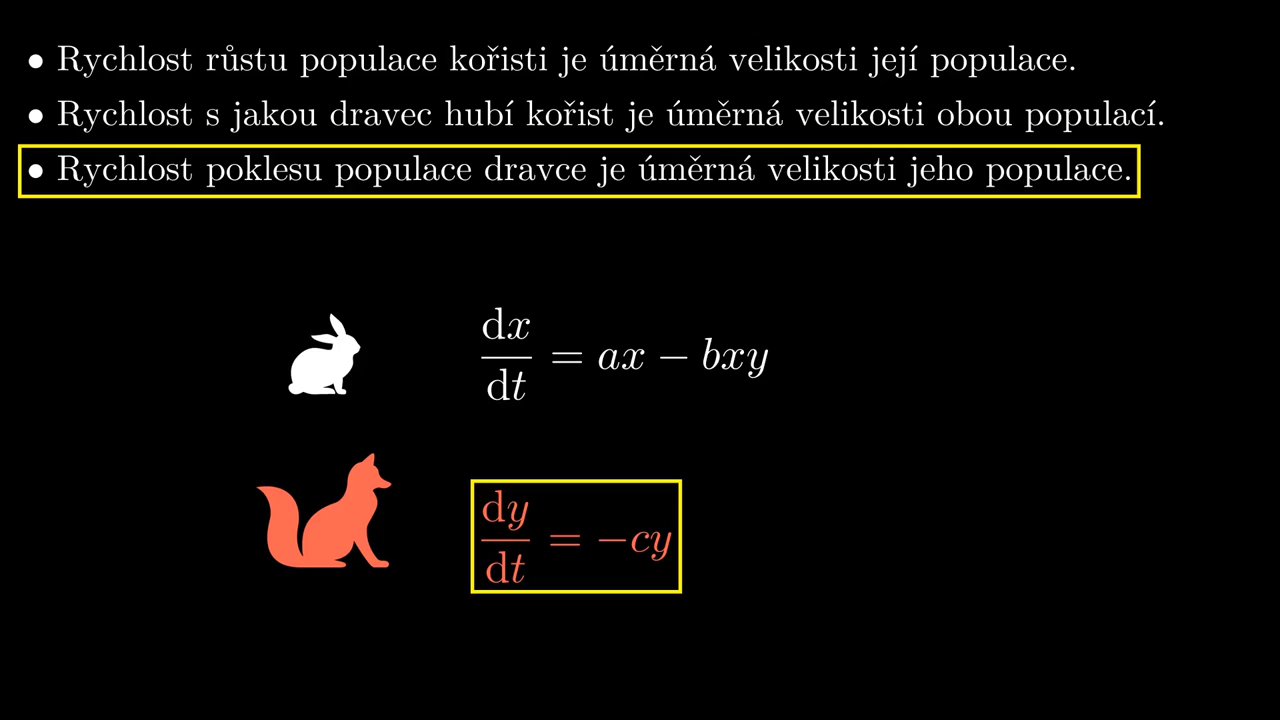 • Rychlost růstu populace kořisti je úměrná velikosti její populace.
• Rychlost s jakou dravec hubí kořist je úměrná velikosti obou populací.
• Rychlost poklesu populace dravce je úměrná velikosti jeho populace.
dx/dt = ax − bxy
dy/dt = −cy